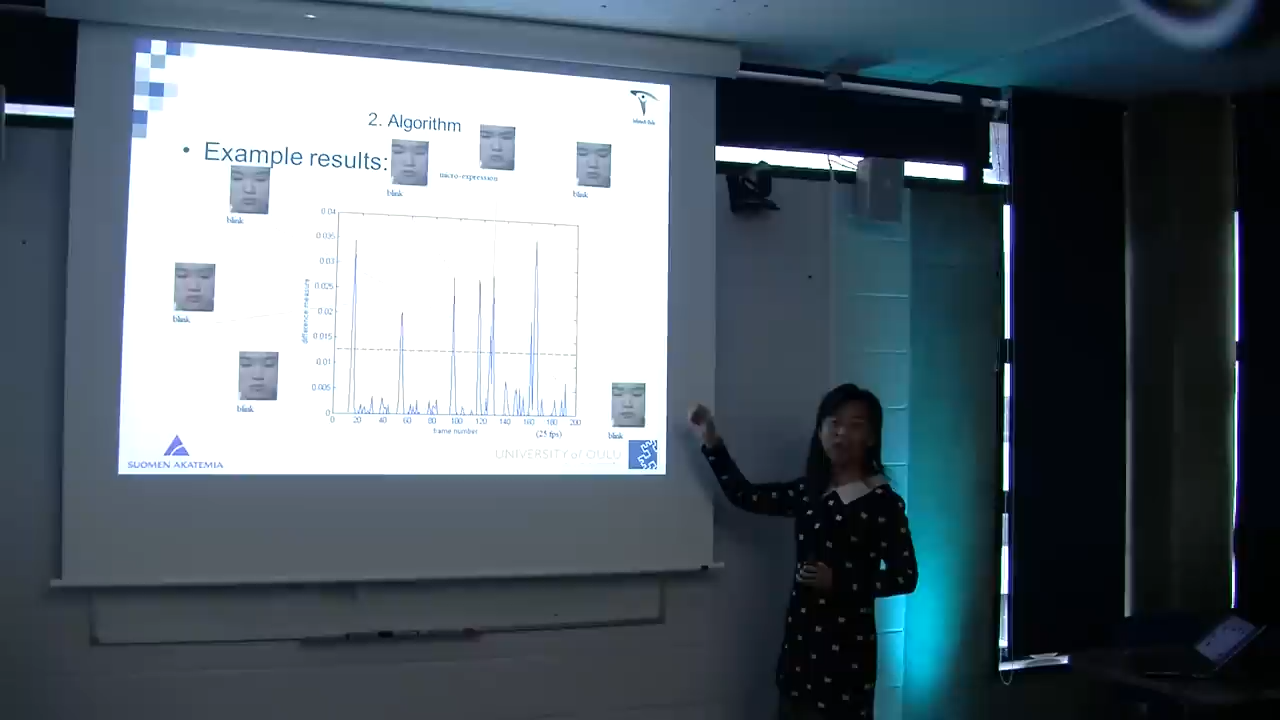 2. Algorithm
• Example results:
blink
micro-expression
blink
blink
blink
blink
blink
0.04
0.035
0.03
0.025
0.02
0.015
0.01
0.005
0
difference measure
20 40 60 80 100 120 140 160 180 200
frame number
(25 fps)
SUOMEN AKATEMIA
UNIVERSITY of OULU